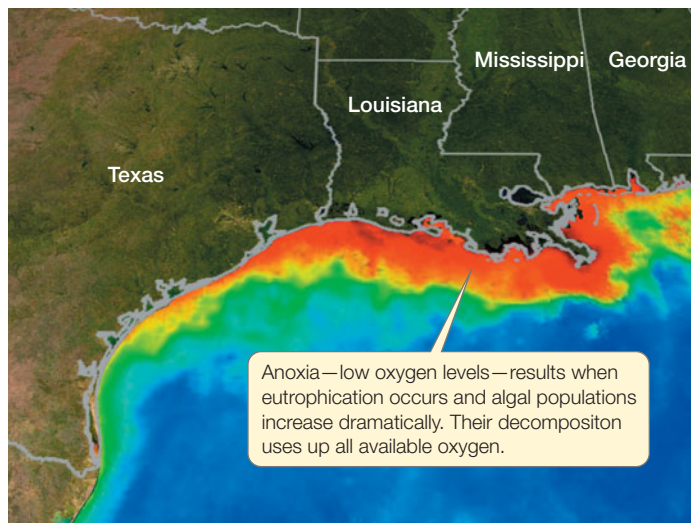 Mississippi
Georgia
Louisiana
Texas
Anoxia—low oxygen levels—results when
eutrophication occurs and algal populations
increase dramatically. Their decompositon
uses up all available oxygen.